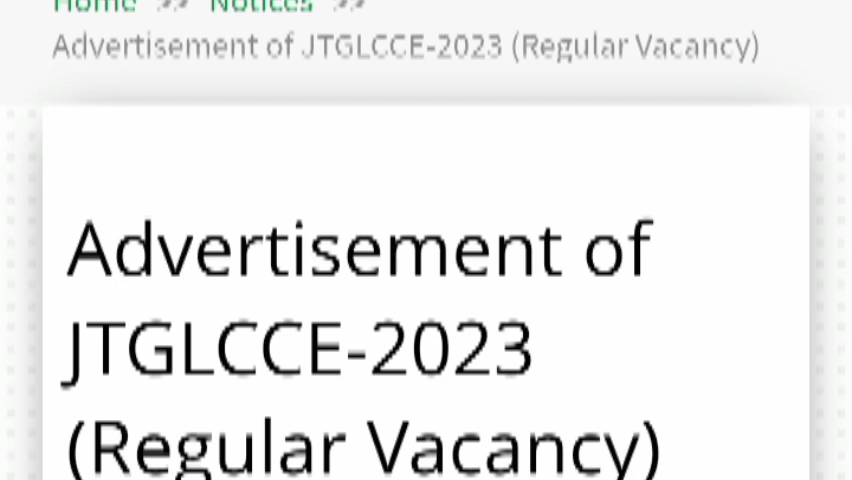 Home >> Notices >>
Advertisement of JTGLCCE-2023 (Regular Vacancy)
Advertisement of
JTGLCCE-2023
(Regular Vacancy)